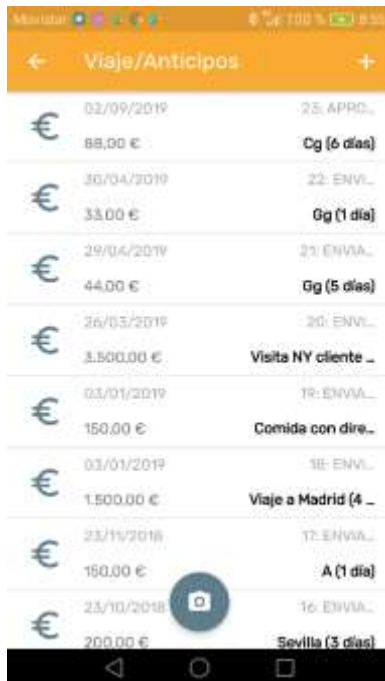 Movistar 100 % 8:55
Viaje/Anticipos
02/09/2019 23: APRO...
88,00 € Cg (6 días)
30/04/2019 22: ENVI...
33,00 € Gg (1 día)
29/04/2019 21: ENVIA...
44,00 € Gg (5 días)
26/03/2019 20: ENVI...
3.500,00 € Visita NY cliente ...
03/01/2019 19: ENVIA...
150,00 € Comida con dire...
03/01/2019 18: ENVI...
1.500,00 € Viaje a Madrid (4 ...
23/11/2018 17: ENVIA...
150,00 € A (1 día)
23/10/2018 16: ENVIA...
200,00 € Sevilla (3 días)